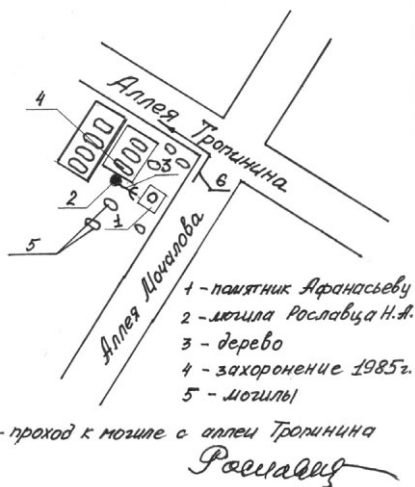 Аллея Тропинина
4
3
2
1
6
5
Аллея Мочалова
1 - памятник Афанасьеву
2 - могила Рославца Н.А.
3 - дерево
4 - захоронение 1985г.
5 - могилы
- проход к могиле с аллеи Тропинина
Рославец